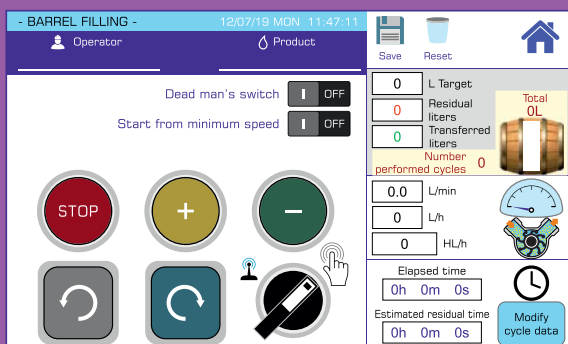 - BARREL FILLING -
12/07/19 MON 11:47:11
Operator
Product
Save
Reset
Dead man's switch
I OFF
Start from minimum speed
I OFF
0 L Target
0 Residual
liters
0 Transferred
liters
Number
performed cycles 0
Total
0L
STOP
+
−
0.0 L/min
0 L/h
0 HL/h
Elapsed time
0h 0m 0s
Estimated residual time
0h 0m 0s
Modify
cycle data